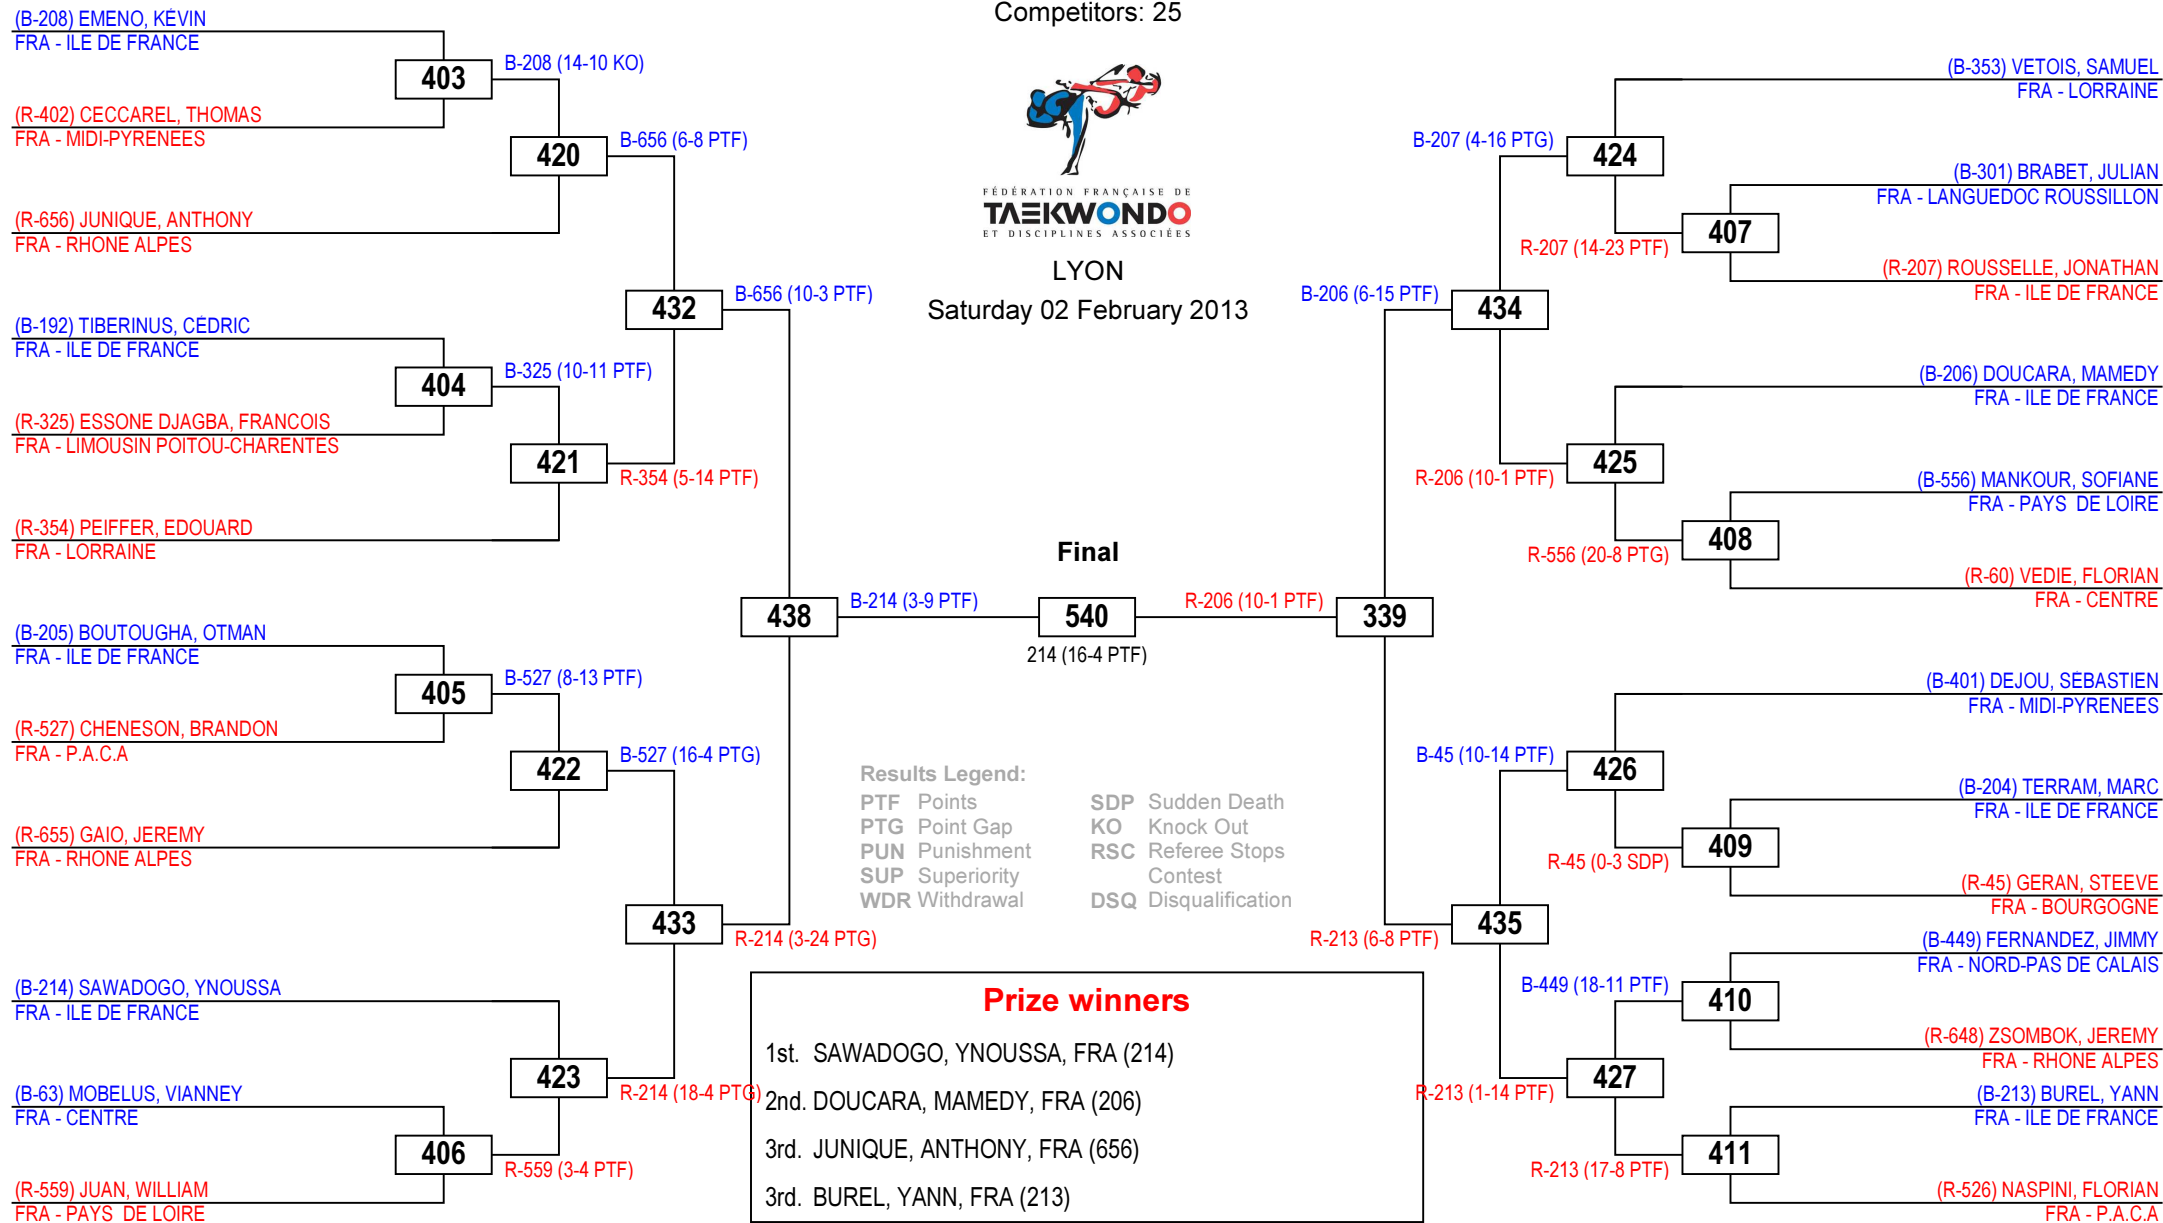 Competitors: 25
FÉDÉRATION FRANÇAISE DE
TAEKWONDO
ET DISCIPLINES ASSOCIÉES
LYON
Saturday 02 February 2013
(B-208) EMENO, KÉVIN
FRA - ILE DE FRANCE
403
B-208 (14-10 KO)
(R-402) CECCAREL, THOMAS
FRA - MIDI-PYRENEES
420
B-656 (6-8 PTF)
(R-656) JUNIQUE, ANTHONY
FRA - RHONE ALPES
432
B-656 (10-3 PTF)
(B-192) TIBERINUS, CÉDRIC
FRA - ILE DE FRANCE
404
B-325 (10-11 PTF)
(R-325) ESSONE DJAGBA, FRANCOIS
FRA - LIMOUSIN POITOU-CHARENTES
421
R-354 (5-14 PTF)
(R-354) PEIFFER, EDOUARD
FRA - LORRAINE
438
B-214 (3-9 PTF)
(B-205) BOUTOUGHA, OTMAN
FRA - ILE DE FRANCE
405
B-527 (8-13 PTF)
(R-527) CHENESON, BRANDON
FRA - P.A.C.A
422
B-527 (16-4 PTG)
(R-655) GAIO, JEREMY
FRA - RHONE ALPES
433
R-214 (3-24 PTG)
(B-214) SAWADOGO, YNOUSSA
FRA - ILE DE FRANCE
423
R-214 (18-4 PTG)
(B-63) MOBELUS, VIANNEY
FRA - CENTRE
406
R-559 (3-4 PTF)
(R-559) JUAN, WILLIAM
FRA - PAYS  DE LOIRE
Final
540
214 (16-4 PTF)
(B-353) VETOIS, SAMUEL
FRA - LORRAINE
B-207 (4-16 PTG)
424
(B-301) BRABET, JULIAN
FRA - LANGUEDOC ROUSSILLON
407
R-207 (14-23 PTF)
(R-207) ROUSSELLE, JONATHAN
FRA - ILE DE FRANCE
B-206 (6-15 PTF)
434
(B-206) DOUCARA, MAMEDY
FRA - ILE DE FRANCE
425
R-206 (10-1 PTF)
(B-556) MANKOUR, SOFIANE
FRA - PAYS  DE LOIRE
408
R-556 (20-8 PTG)
(R-60) VEDIE, FLORIAN
FRA - CENTRE
R-206 (10-1 PTF)
339
(B-401) DEJOU, SÉBASTIEN
FRA - MIDI-PYRENEES
B-45 (10-14 PTF)
426
(B-204) TERRAM, MARC
FRA - ILE DE FRANCE
409
R-45 (0-3 SDP)
(R-45) GERAN, STEEVE
FRA - BOURGOGNE
435
R-213 (6-8 PTF)
(B-449) FERNANDEZ, JIMMY
FRA - NORD-PAS DE CALAIS
B-449 (18-11 PTF)
410
(R-648) ZSOMBOK, JEREMY
FRA - RHONE ALPES
427
R-213 (1-14 PTF)
(B-213) BUREL, YANN
FRA - ILE DE FRANCE
411
R-213 (17-8 PTF)
(R-526) NASPINI, FLORIAN
FRA - P.A.C.A
Results Legend:
PTF Points
PTG Point Gap
PUN Punishment
SUP Superiority
WDR Withdrawal
SDP Sudden Death
KO Knock Out
RSC Referee Stops
Contest
DSQ Disqualification
Prize winners
1st. SAWADOGO, YNOUSSA, FRA (214)
2nd. DOUCARA, MAMEDY, FRA (206)
3rd. JUNIQUE, ANTHONY, FRA (656)
3rd. BUREL, YANN, FRA (213)